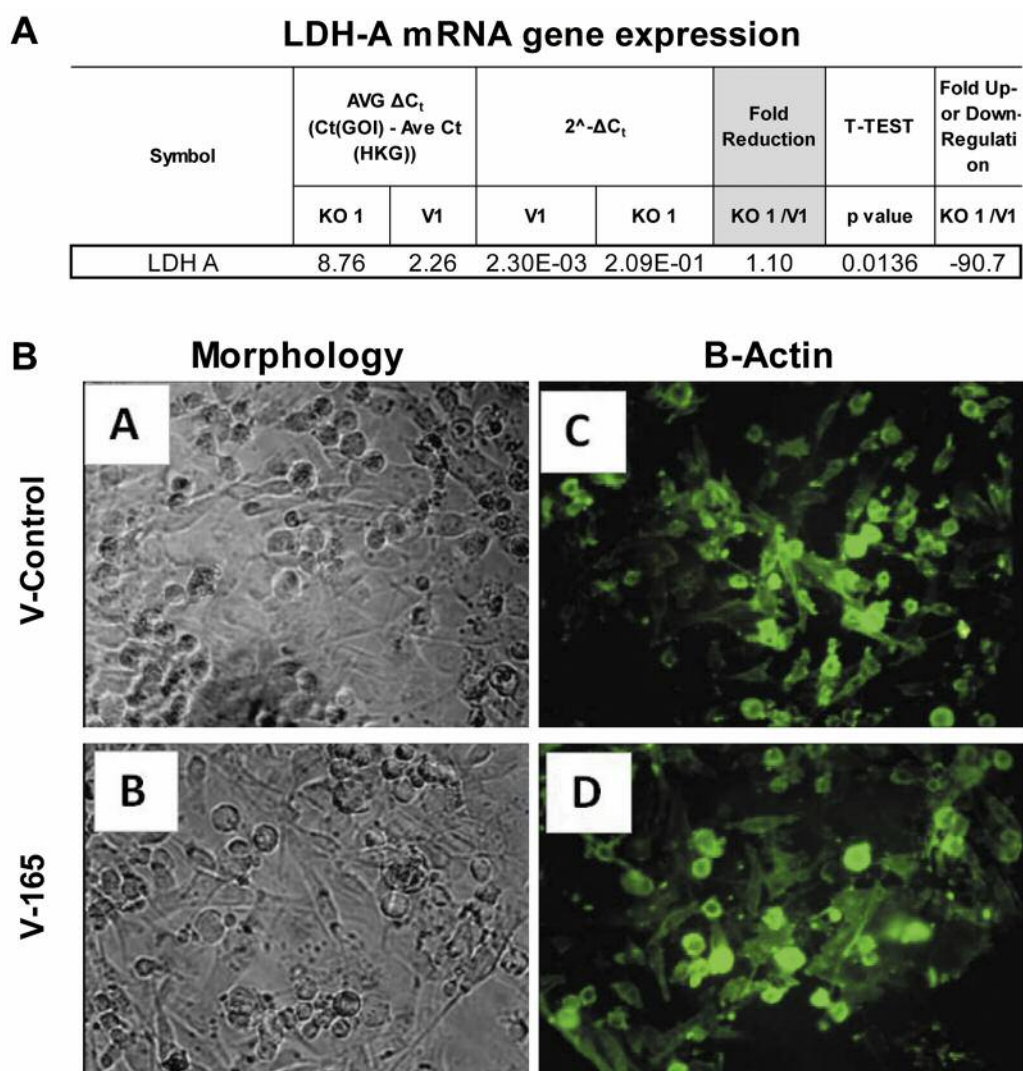 A
LDH-A mRNA gene expression
Symbol
AVG ΔCt
(Ct(GOI) - Ave Ct
(HKG))
2^-ΔCt
Fold
Reduction
T-TEST
Fold Up-
or Down-
Regulati
on
KO 1
V1
V1
KO 1
KO 1 /V1
p value
KO 1 /V1
LDH A
8.76
2.26
2.30E-03
2.09E-01
1.10
0.0136
-90.7
B
Morphology
B-Actin
V-Control
A
C
V-165
B
D